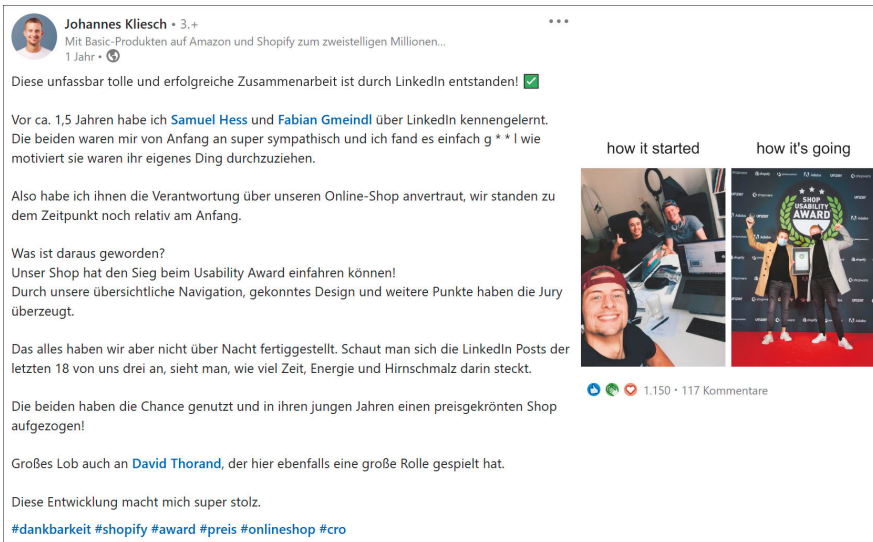 Johannes Kliesch • 3.+
Mit Basic-Produkten auf Amazon und Shopify zum zweistelligen Millionen...
1 Jahr •
Diese unfassbar tolle und erfolgreiche Zusammenarbeit ist durch LinkedIn entstanden! ✅
Vor ca. 1,5 Jahren habe ich Samuel Hess und Fabian Gmeindl über LinkedIn kennengelernt.
Die beiden waren mir von Anfang an super sympathisch und ich fand es einfach g * * l wie
motiviert sie waren ihr eigenes Ding durchzuziehen.
Also habe ich ihnen die Verantwortung über unseren Online-Shop anvertraut, wir standen zu
dem Zeitpunkt noch relativ am Anfang.
Was ist daraus geworden?
Unser Shop hat den Sieg beim Usability Award einfahren können!
Durch unsere übersichtliche Navigation, gekonntes Design und weitere Punkte haben die Jury
überzeugt.
Das alles haben wir aber nicht über Nacht fertiggestellt. Schaut man sich die LinkedIn Posts der
letzten 18 von uns drei an, sieht man, wie viel Zeit, Energie und Hirnschmalz darin steckt.
Die beiden haben die Chance genutzt und in ihren jungen Jahren einen preisgekrönten Shop
aufgezogen!
Großes Lob auch an David Thorand, der hier ebenfalls eine große Rolle gespielt hat.
Diese Entwicklung macht mich super stolz.
#dankbarkeit #shopify #award #preis #onlineshop #cro
how it started
how it's going
SHOP
USABILITY
AWARD
1.150 • 117 Kommentare